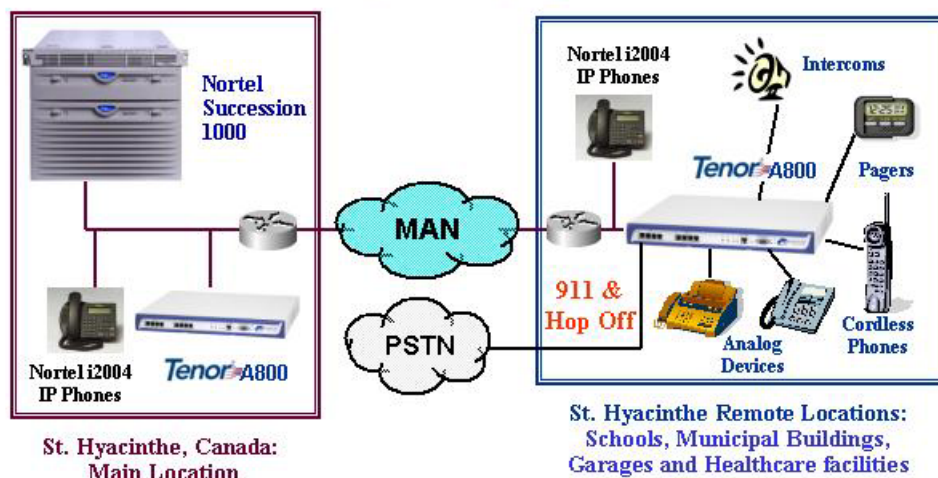 Nortel
Succession
1000
Nortel i2004
IP Phones
Tenor A800
St. Hyacinthe, Canada:
Main Location
MAN
PSTN
Nortel i2004
IP Phones
Intercoms
Tenor A800
Pagers
911 &
Hop Off
Analog
Devices
Cordless
Phones
St. Hyacinthe Remote Locations:
Schools, Municipal Buildings,
Garages and Healthcare facilities